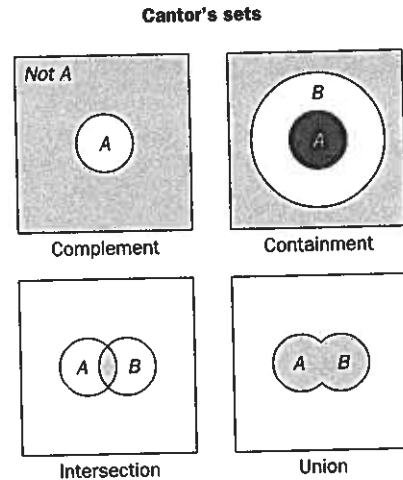 Cantor's sets
Not A
A
B
A
Complement
Containment
A B
A B
Intersection
Union